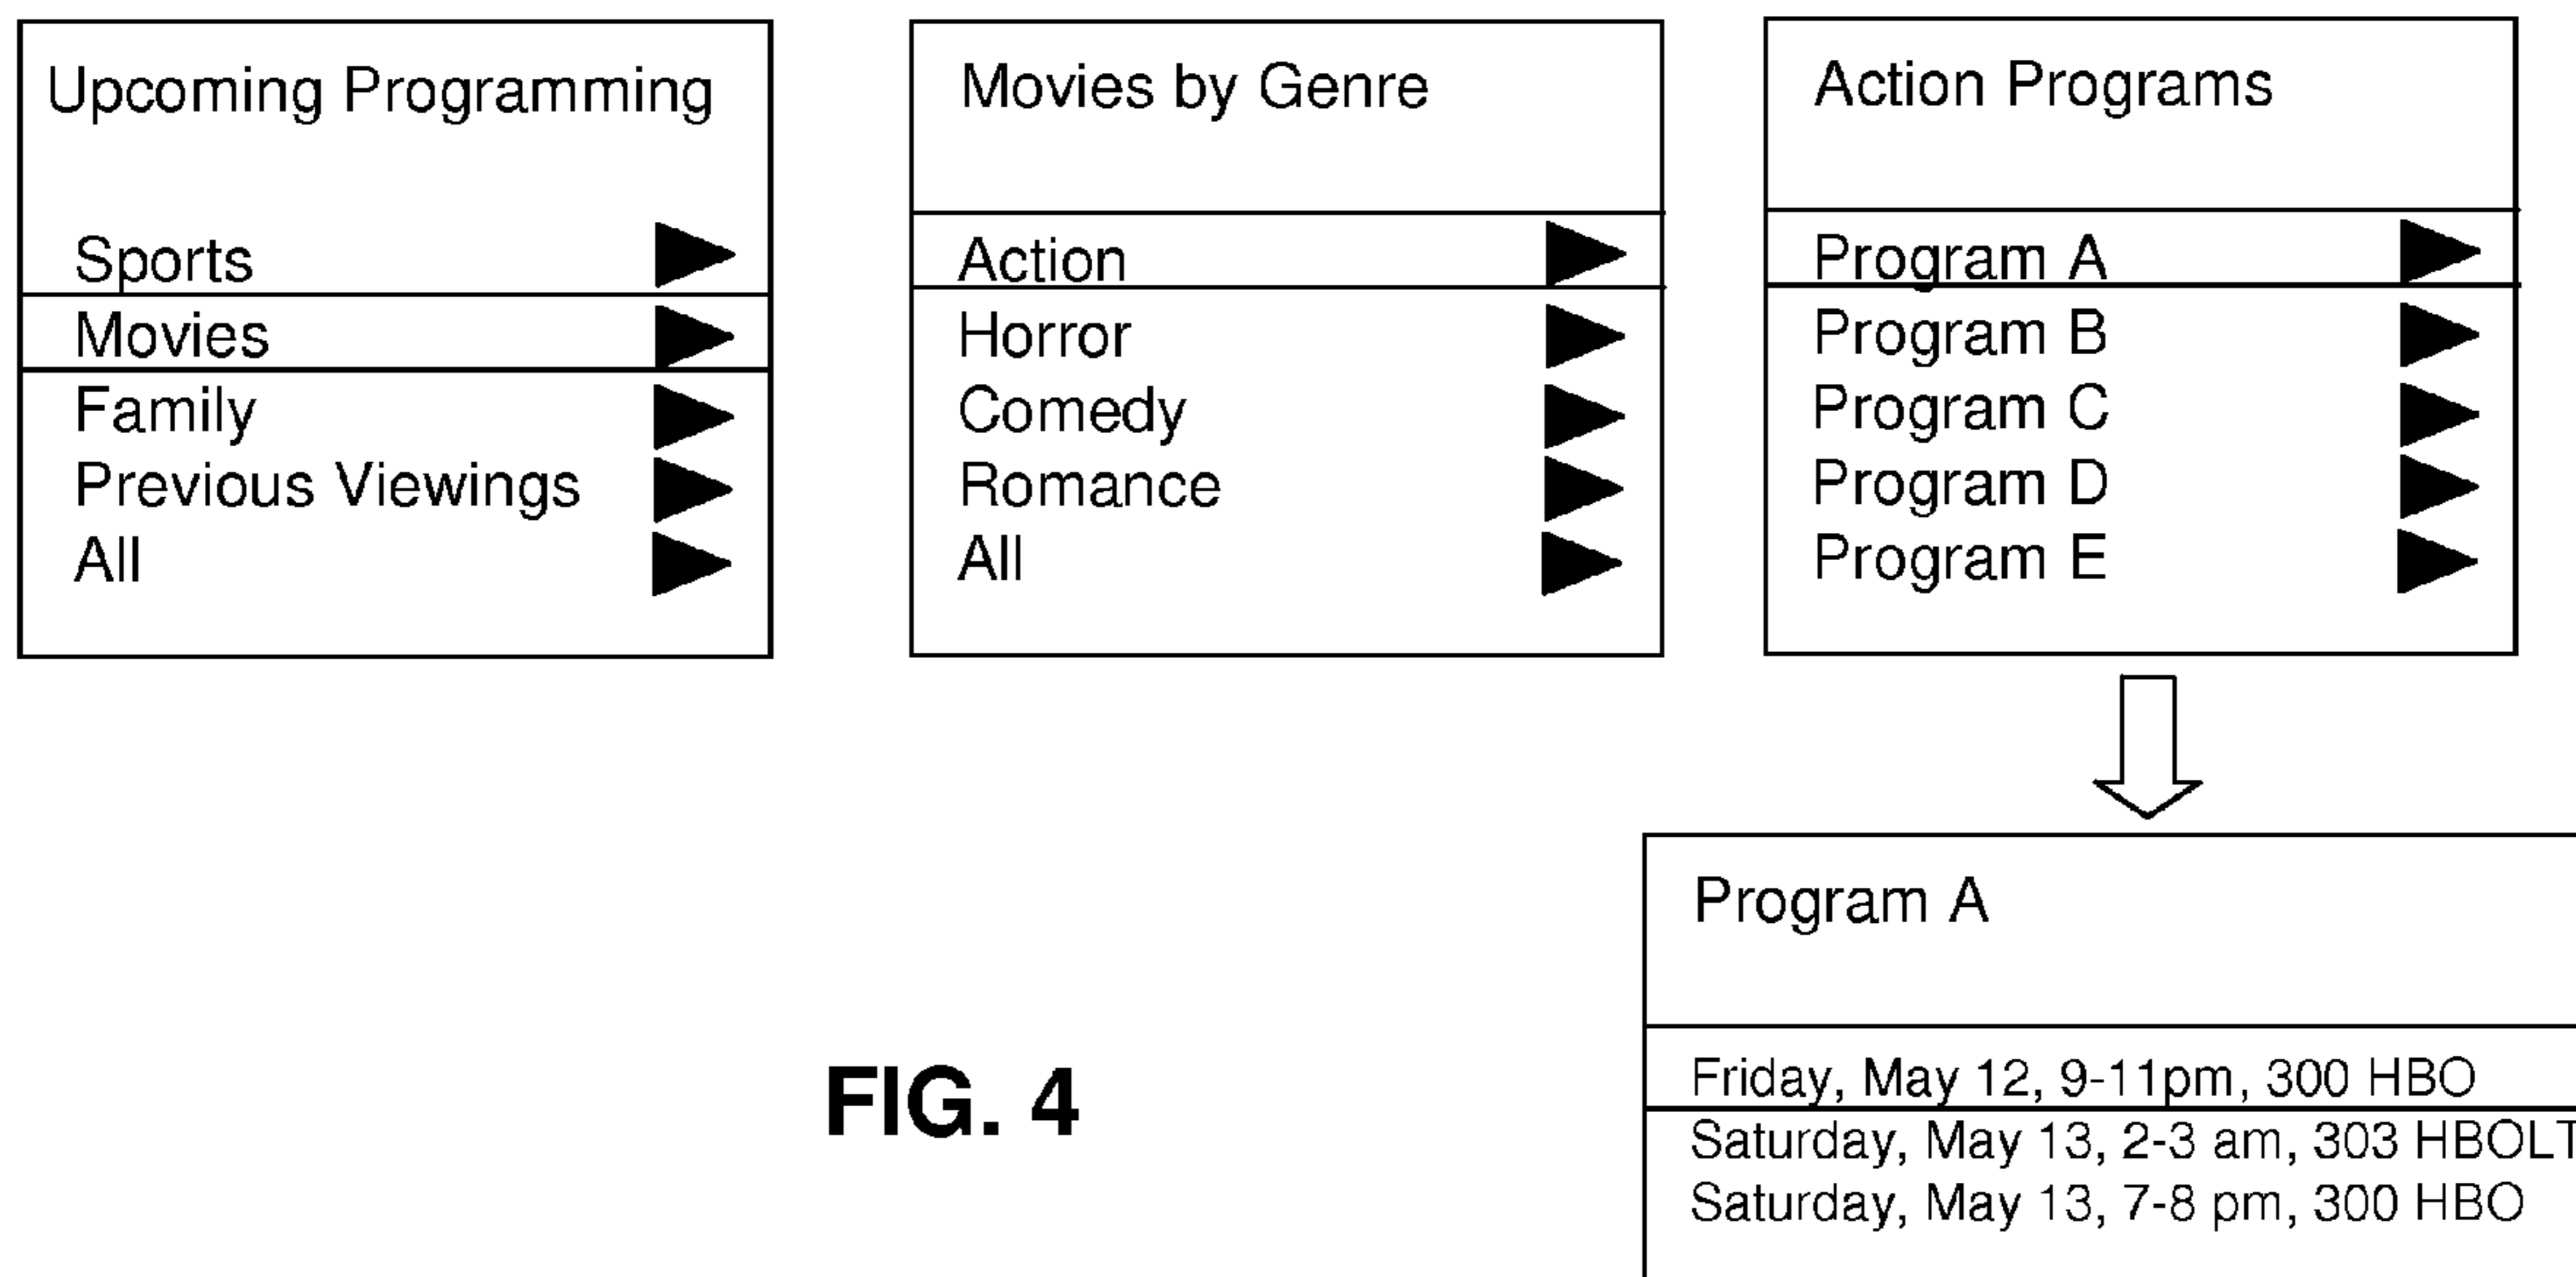 Upcoming Programming
Sports
Movies
Family
Previous Viewings
All
Movies by Genre
Action
Horror
Comedy
Romance
All
Action Programs
Program A
Program B
Program C
Program D
Program E
Program A
Friday, May 12, 9-11pm, 300 HBO
Saturday, May 13, 2-3 am, 303 HBOLT
Saturday, May 13, 7-8 pm, 300 HBO
FIG. 4